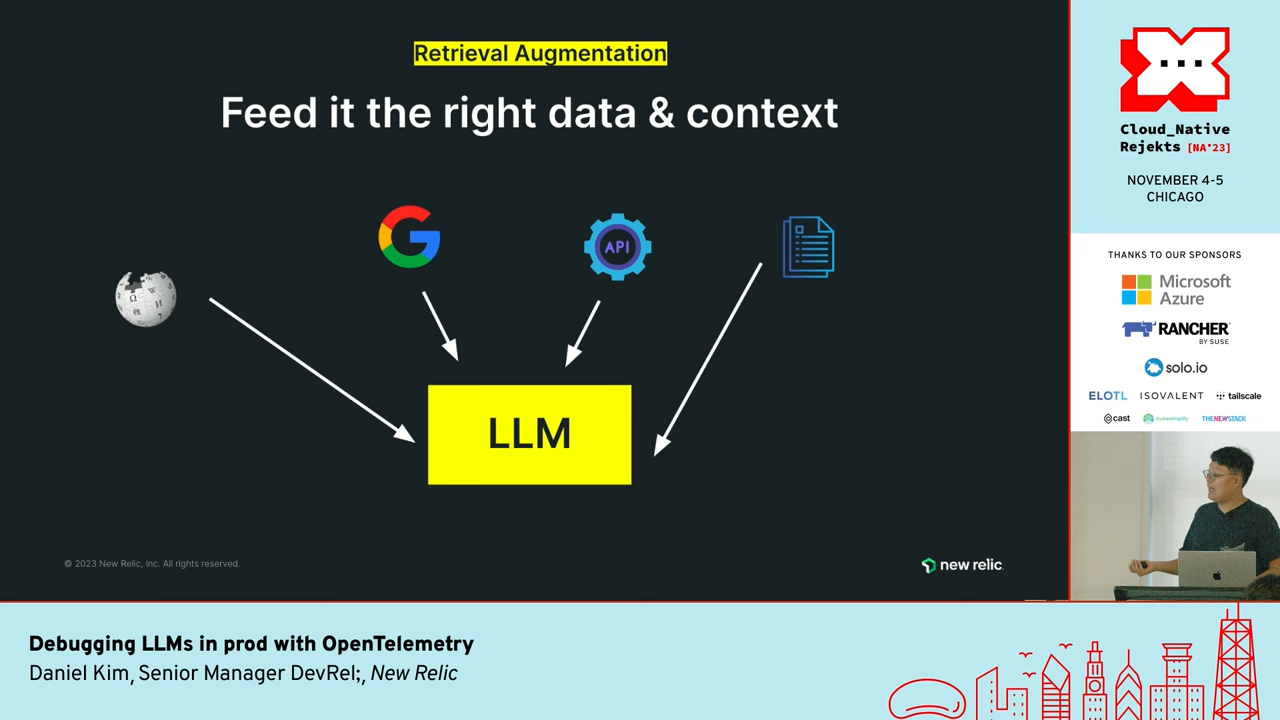 Retrieval Augmentation
Feed it the right data & context
API
LLM
© 2023 New Relic, Inc. All rights reserved.
new relic
Cloud_Native
Rejekts [NA'23]
NOVEMBER 4-5
CHICAGO
THANKS TO OUR SPONSORS
Microsoft
Azure
RANCHER
BY SUSE
solo.io
ELOTL ISOVALENT tailscale
cast Kubesimplify THENEWSTACK
Debugging LLMs in prod with OpenTelemetry
Daniel Kim, Senior Manager DevRel;, New Relic